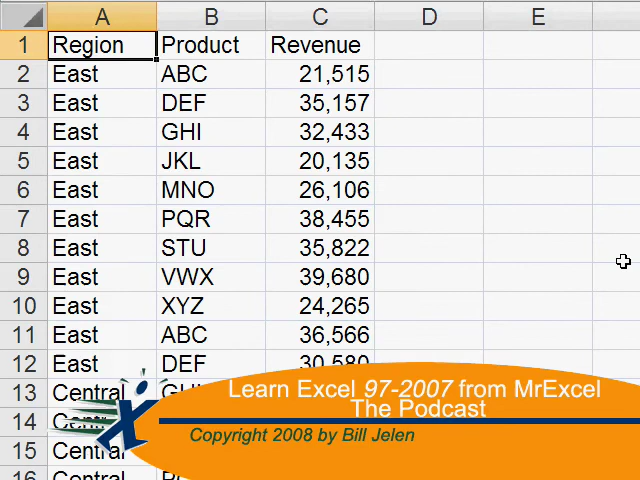 A B C D E
1 Region Product Revenue
2 East ABC 21,515
3 East DEF 35,157
4 East GHI 32,433
5 East JKL 20,135
6 East MNO 26,106
7 East PQR 38,455
8 East STU 35,822
9 East VWX 39,680
10 East XYZ 24,265
11 East ABC 36,566
12 East DEF 30,580
13 Central
14
15 Central
16 Central
Learn Excel 97-2007 from MrExcel
The Podcast
Copyright 2008 by Bill Jelen